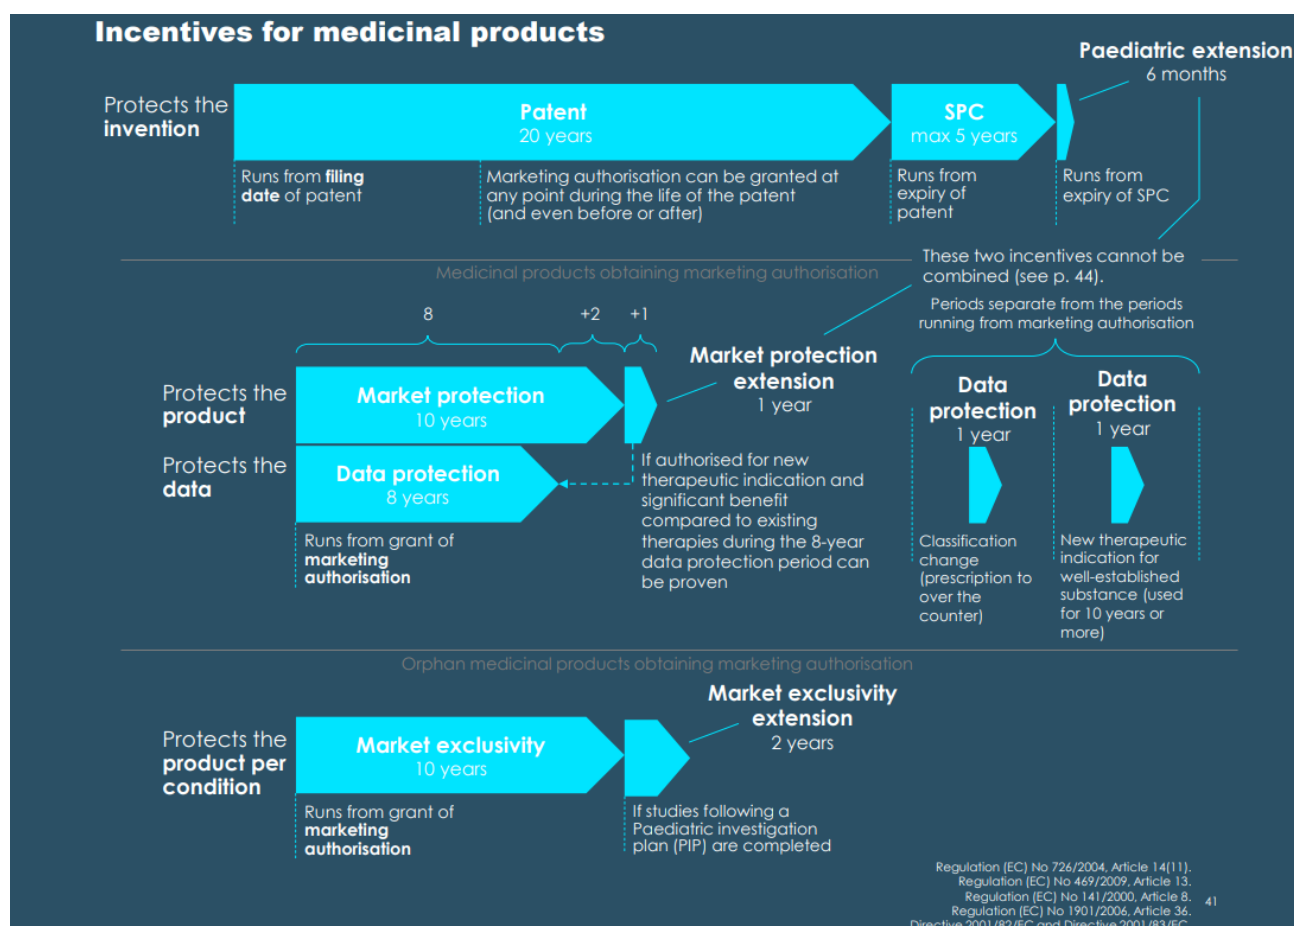 Incentives for medicinal products
Paediatric extension
6 months
Protects the
invention
Patent
20 years
SPC
max 5 years
Runs from filing
date of patent
Marketing authorisation can be granted at
any point during the life of the patent
(and even before or after)
Runs from
expiry of
patent
Runs from
expiry of SPC
These two incentives cannot be
combined (see p. 44).
Medicinal products obtaining marketing authorisation
Periods separate from the periods
running from marketing authorisation
8
+2
+1
Protects the
product
Market protection
10 years
Market protection
extension
1 year
Protects the
data
Data protection
8 years
Runs from grant of
marketing
authorisation
If authorised for new
therapeutic indication and
significant benefit
compared to existing
therapies during the 8-year
data protection period can
be proven
Data
protection
1 year
Classification
change
(prescription to
over the
counter)
Data
protection
1 year
New therapeutic
indication for
well-established
substance (used
for 10 years or
more)
Orphan medicinal products obtaining marketing authorisation
Protects the
product per
condition
Market exclusivity
10 years
Market exclusivity
extension
2 years
Runs from grant of
marketing
authorisation
If studies following a
Paediatric investigation
plan (PIP) are completed
Regulation (EC) No 726/2004, Article 14(11).
Regulation (EC) No 469/2009, Article 13.
Regulation (EC) No 141/2000, Article 8.
Regulation (EC) No 1901/2006, Article 36.
Directive 2001/82/EC and Directive 2001/83/EC.
41